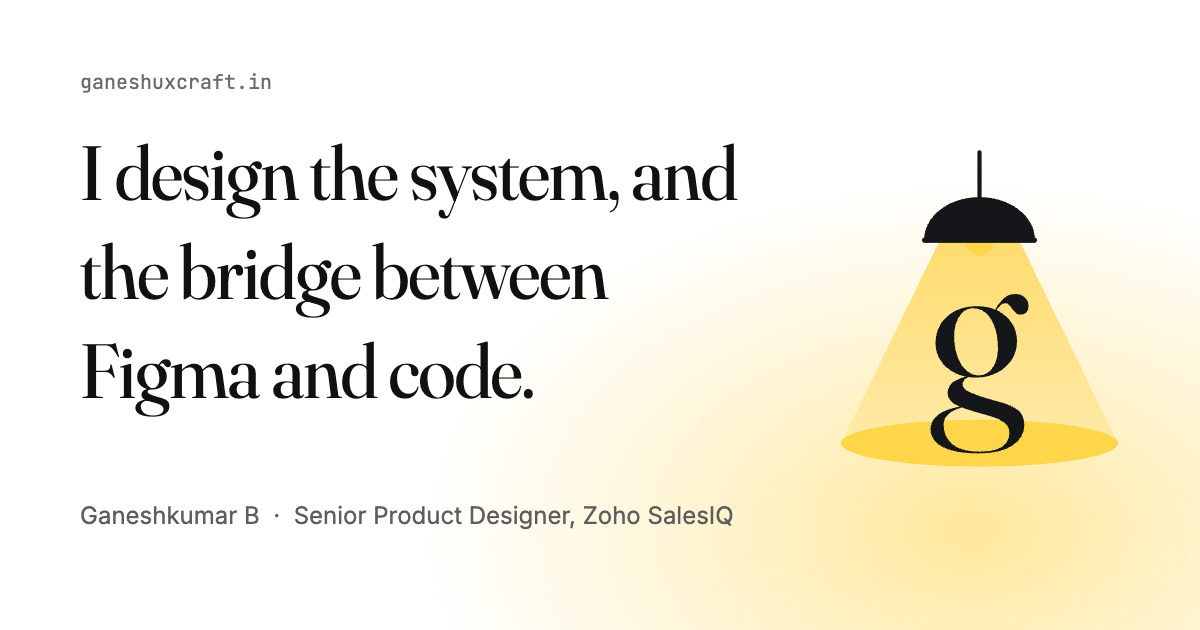 ganeshuxcraft.in
I design the system, and
the bridge between
Figma and code.
g
Ganeshkumar B · Senior Product Designer, Zoho SalesIQ